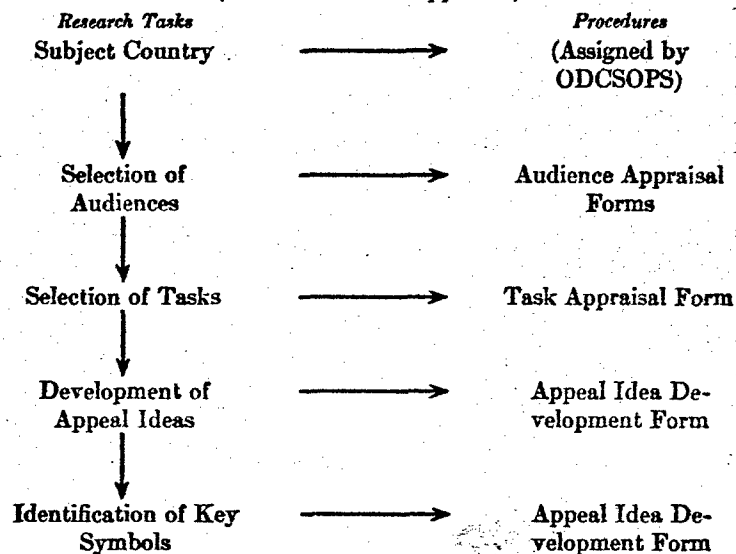 Research Tasks Procedures
Subject Country (Assigned by
ODCSOPS)
Selection of Audience Appraisal
Audiences Forms
Selection of Tasks Task Appraisal Form
Development of Appeal Idea De-
Appeal Ideas velopment Form
Identification of Key Appeal Idea De-
Symbols velopment Form